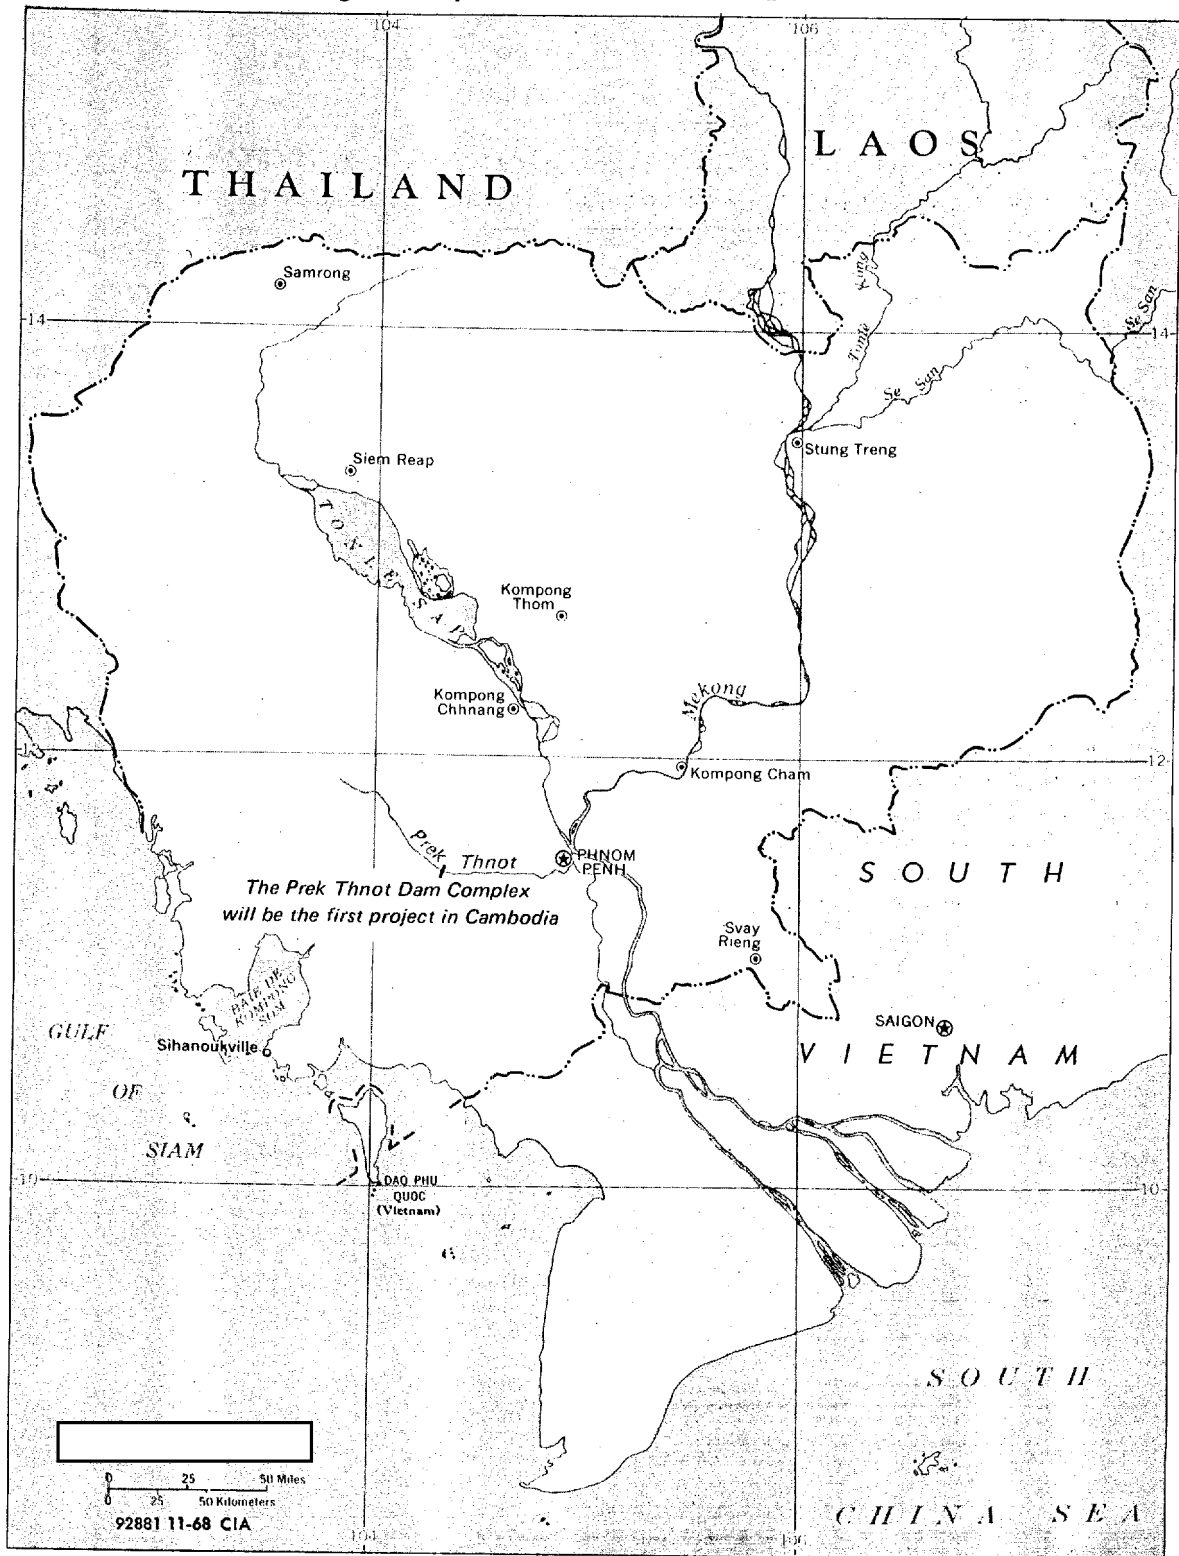 104
106
LAOS
THAILAND
Samrong
Kong
Tonle
14
14
Se San
Se San
Siem Reap
Stung Treng
TONLE SAP
Kompong
Thom
Mekong
Kompong
Chhnang
12
12
Kompong Cham
Prek Thnot
PHNOM
PENH
The Prek Thnot Dam Complex
will be the first project in Cambodia
SOUTH
Svay
Rieng
BAIE DE
KOMPONG
SOM
GULF
SAIGON
Sihanoukville
VIETNAM
OF
SIAM
10
DAO PHU
QUOC
(Vietnam)
10
SOUTH
0 25 50 Miles
0 25 50 Kilometers
92881 11-68 CIA
CHINA SEA
104
106